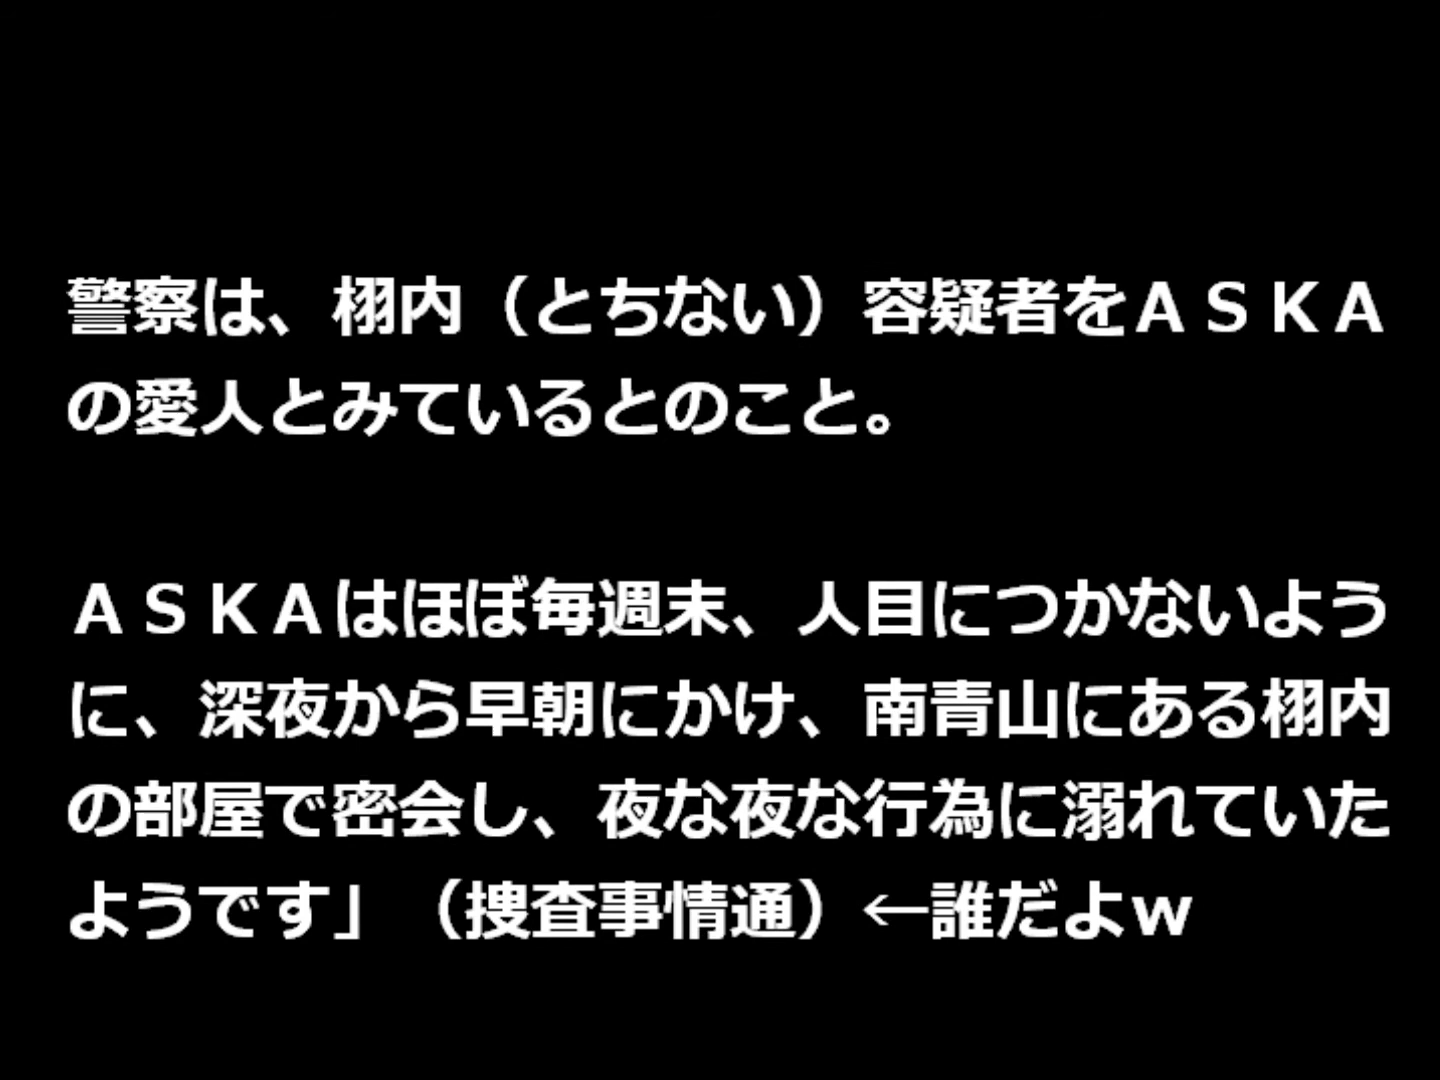 警察は、栩内（とちない）容疑者をＡＳＫＡ
の愛人とみているとのこと。
ＡＳＫＡはほぼ毎週末、人目につかないよう
に、深夜から早朝にかけ、南青山にある栩内
の部屋で密会し、夜な夜な行為に溺れていた
ようです」（捜査事情通）←誰だよｗ